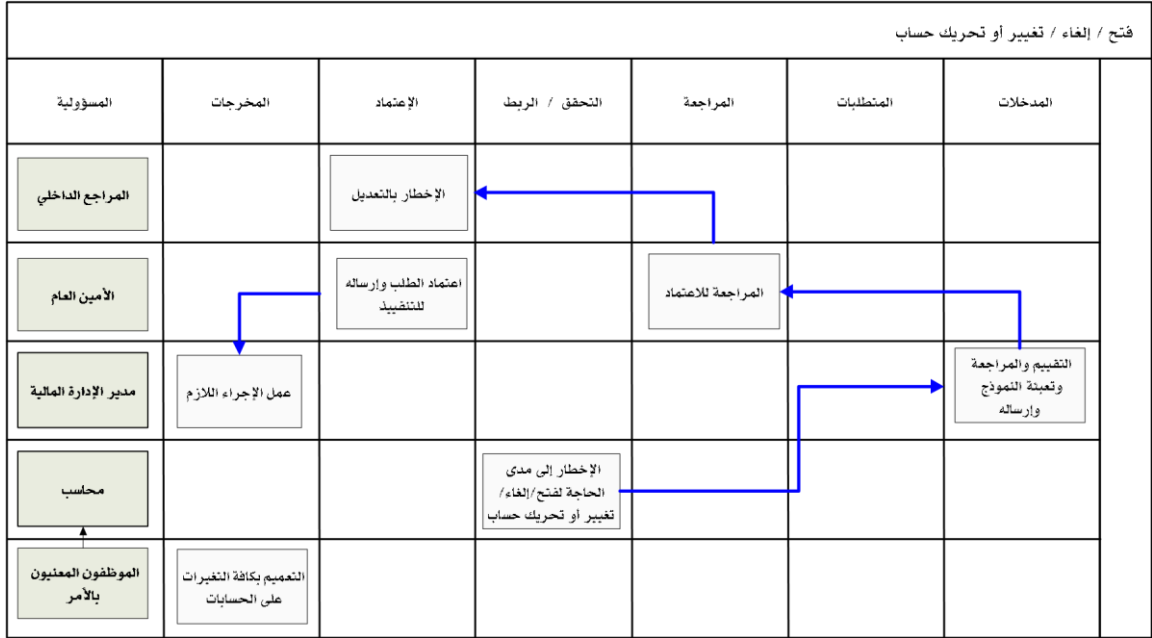 فتح / إلغاء / تغيير أو تحريك حساب
المدخلات
المتطلبات
المراجعة
التحقق / الربط
الإعتماد
المخرجات
المسؤولية
الإخطار بالتعديل
المراجع الداخلي
المراجعة للاعتماد
اعتماد الطلب وإرساله
للتنفييذ
الأمين العام
التقييم والمراجعة
وتعبئة النموذج
وإرساله
عمل الإجراء اللازم
مدير الإدارة المالية
الإخطار إلى مدى
الحاجة لفتح/إلغاء/
تغيير أو تحريك حساب
محاسب
التعميم بكافة التغيرات
على الحسابات
الموظفون المعنيون
بالأمر